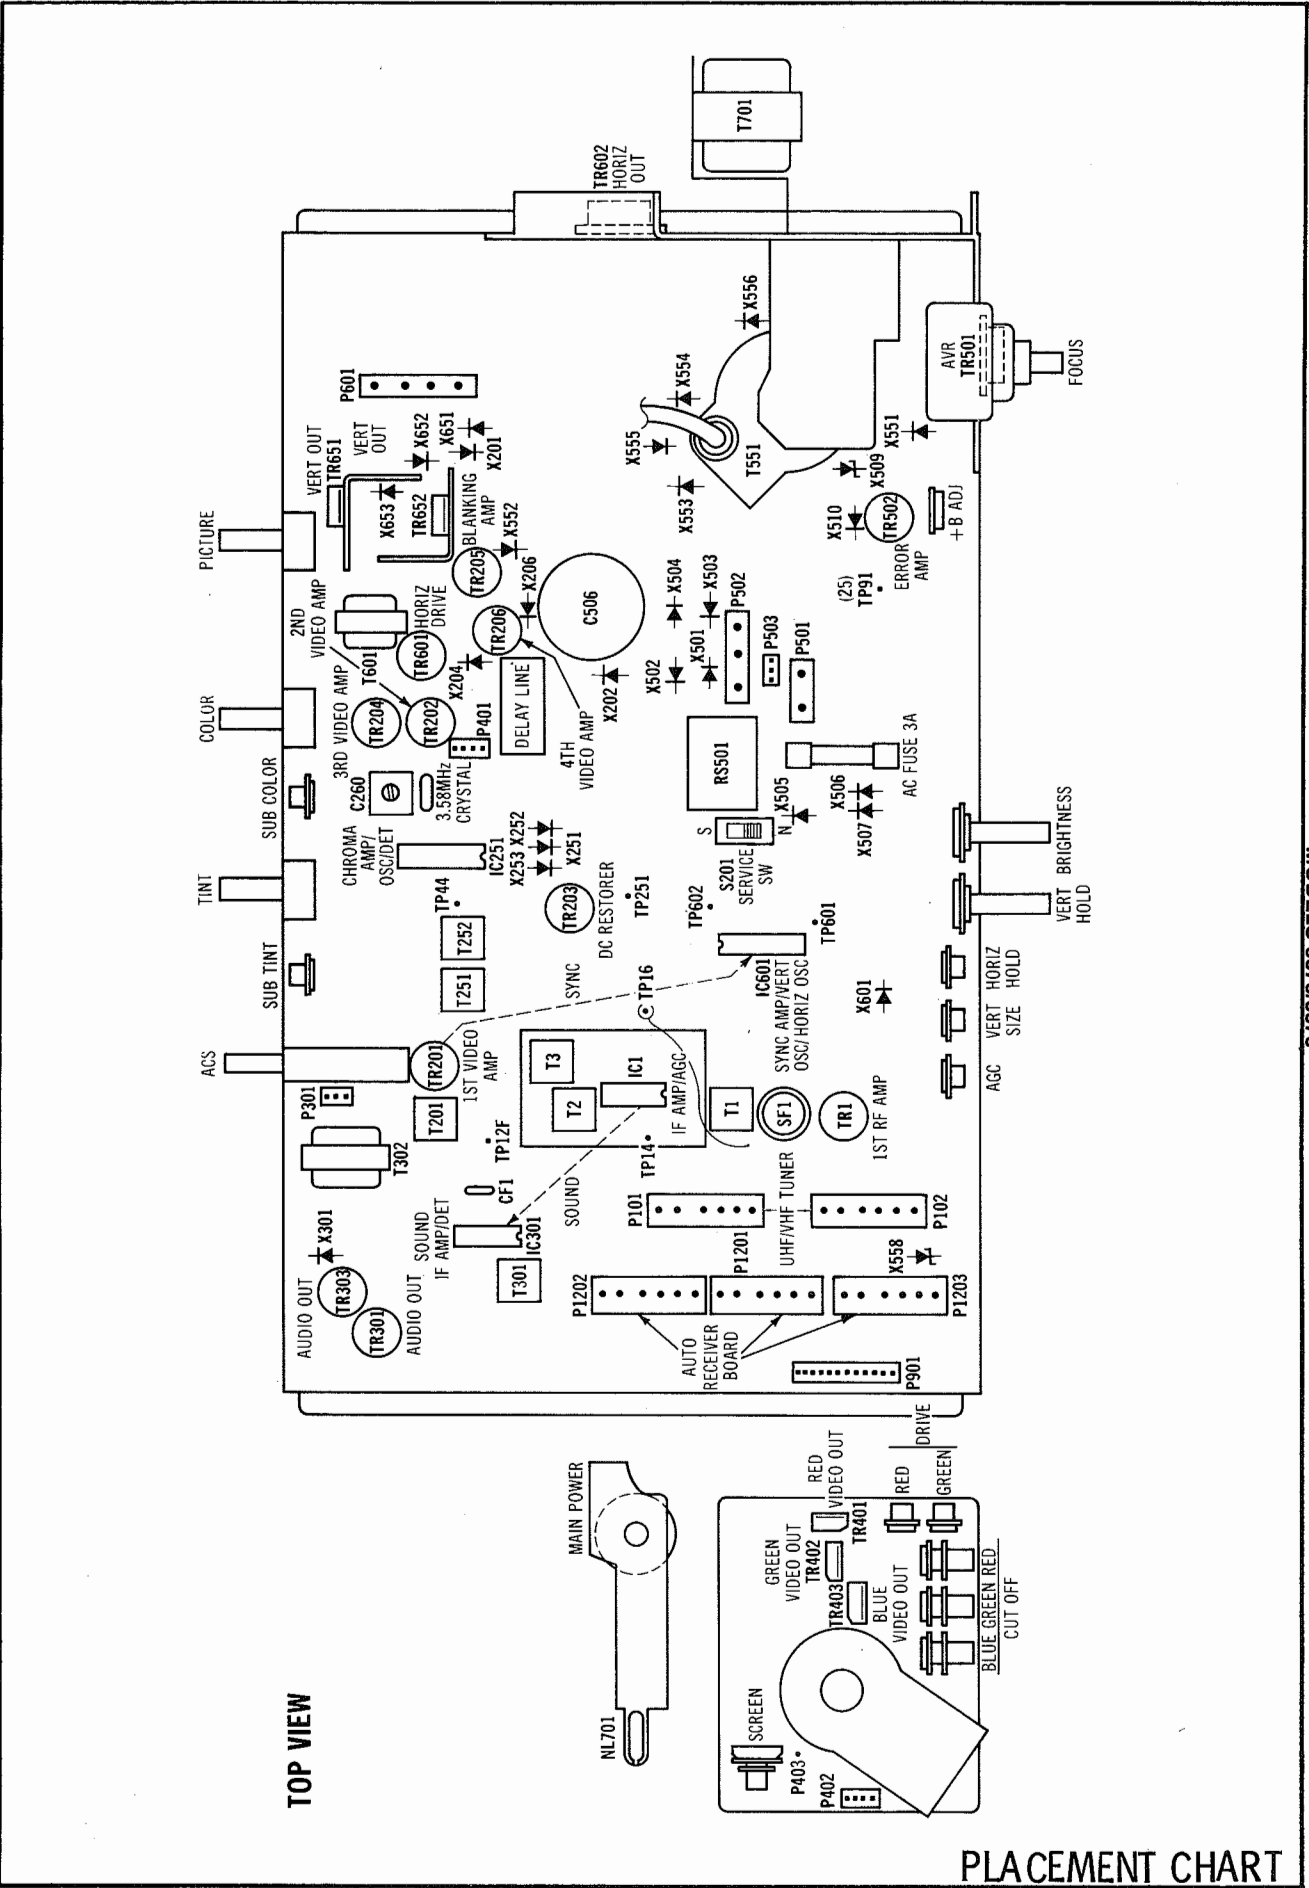 TOP VIEW
PICTURE
COLOR
SUB COLOR
TINT
SUB TINT
ACS
T701
TR602
HORIZ
OUT
X556
P601
VERT OUT
TR651
VERT
OUT
X652
X651
X201
X653
TR652
BLANKING
AMP
X552
TR205
X206
2ND
VIDEO AMP
T601
TR601
HORIZ
DRIVE
TR206
C506
X204
3RD VIDEO AMP
TR204
TR202
P401
DELAY LINE
4TH
VIDEO AMP
X202
C260
3.58MHz
CRYSTAL
CHROMA
AMP/
OSC/DET
IC251
X253
X252
X251
TP44
T252
T251
TR203
DC RESTORER
TP251
SYNC
X554
X555
T551
X553
X509
X551
AVR
TR501
FOCUS
X510
TR502
+B ADJ
ERROR
AMP
(25)
TP91
X504
X503
X502
X501
P502
P503
P501
RS501
AC FUSE 3A
X505
X506
X507
S
N
S201
SERVICE
SW
TP602
TP601
IC601
SYNC AMP/VERT
OSC/HORIZ OSC
X601
BRIGHTNESS
VERT
HOLD
HORIZ
HOLD
VERT
SIZE
AGC
P301
T302
TR201
1ST VIDEO
AMP
T201
TP12F
CF1
SOUND
IF AMP/DET
IC301
SOUND
T301
X301
AUDIO OUT
TR303
TR301
AUDIO OUT
TP16
T3
T2
IC1
IF AMP/AGC
TP14
T1
SF1
TR1
1ST RF AMP
P101
UHF/VHF TUNER
P102
P1202
P1201
X558
P1203
AUTO
RECEIVER
BOARD
P901
MAIN POWER
NL701
DRIVE
RED
GREEN
RED
VIDEO OUT
TR401
GREEN
VIDEO OUT
TR402
TR403
BLUE
VIDEO OUT
BLUE GREEN RED
CUT OFF
SCREEN
P403
P402
PLACEMENT CHART